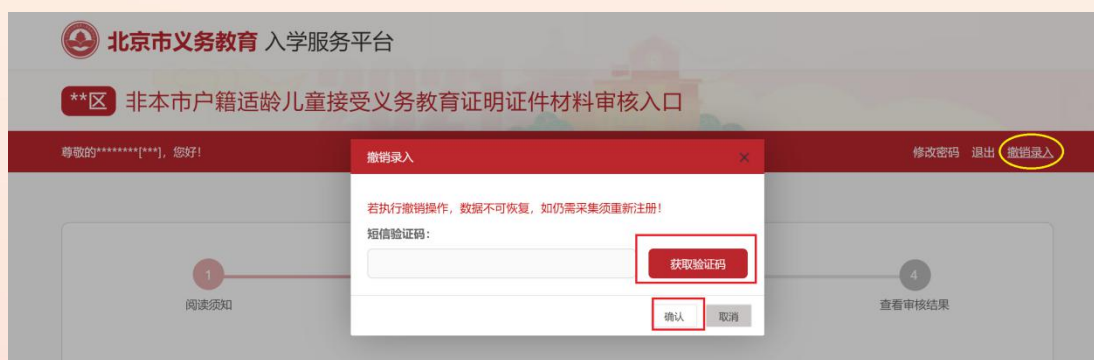 北京市义务教育 入学服务平台
**区 非本市户籍适龄儿童接受义务教育证明证件材料审核入口
尊敬的********[***]，您好！
修改密码 退出 撤销录入
撤销录入 ×
若执行撤销操作，数据不可恢复，如仍需采集须重新注册！
短信验证码：
获取验证码
确认 取消
1
阅读须知
4
查看审核结果